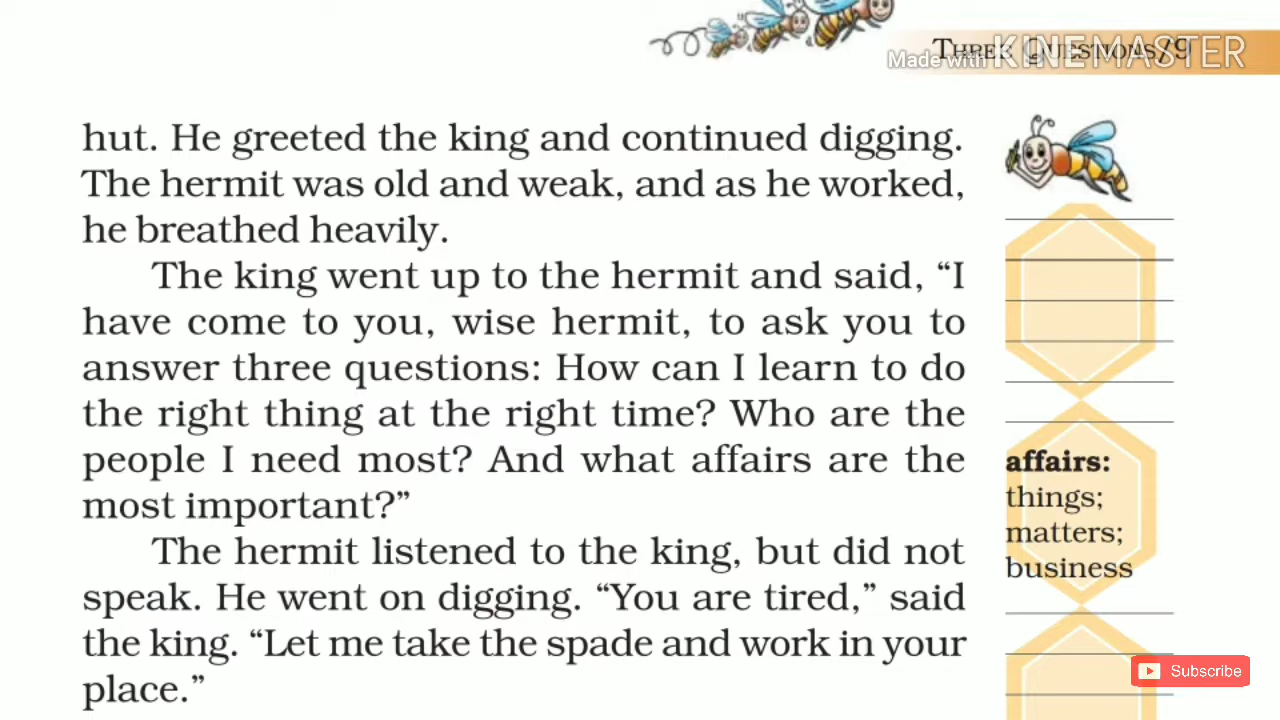 THREE QUESTIONS/9
Made with KINEMASTER
hut. He greeted the king and continued digging.
The hermit was old and weak, and as he worked,
he breathed heavily.
The king went up to the hermit and said, “I
have come to you, wise hermit, to ask you to
answer three questions: How can I learn to do
the right thing at the right time? Who are the
people I need most? And what affairs are the
most important?”
The hermit listened to the king, but did not
speak. He went on digging. “You are tired,” said
the king. “Let me take the spade and work in your
place.”
affairs:
things;
matters;
business
Subscribe